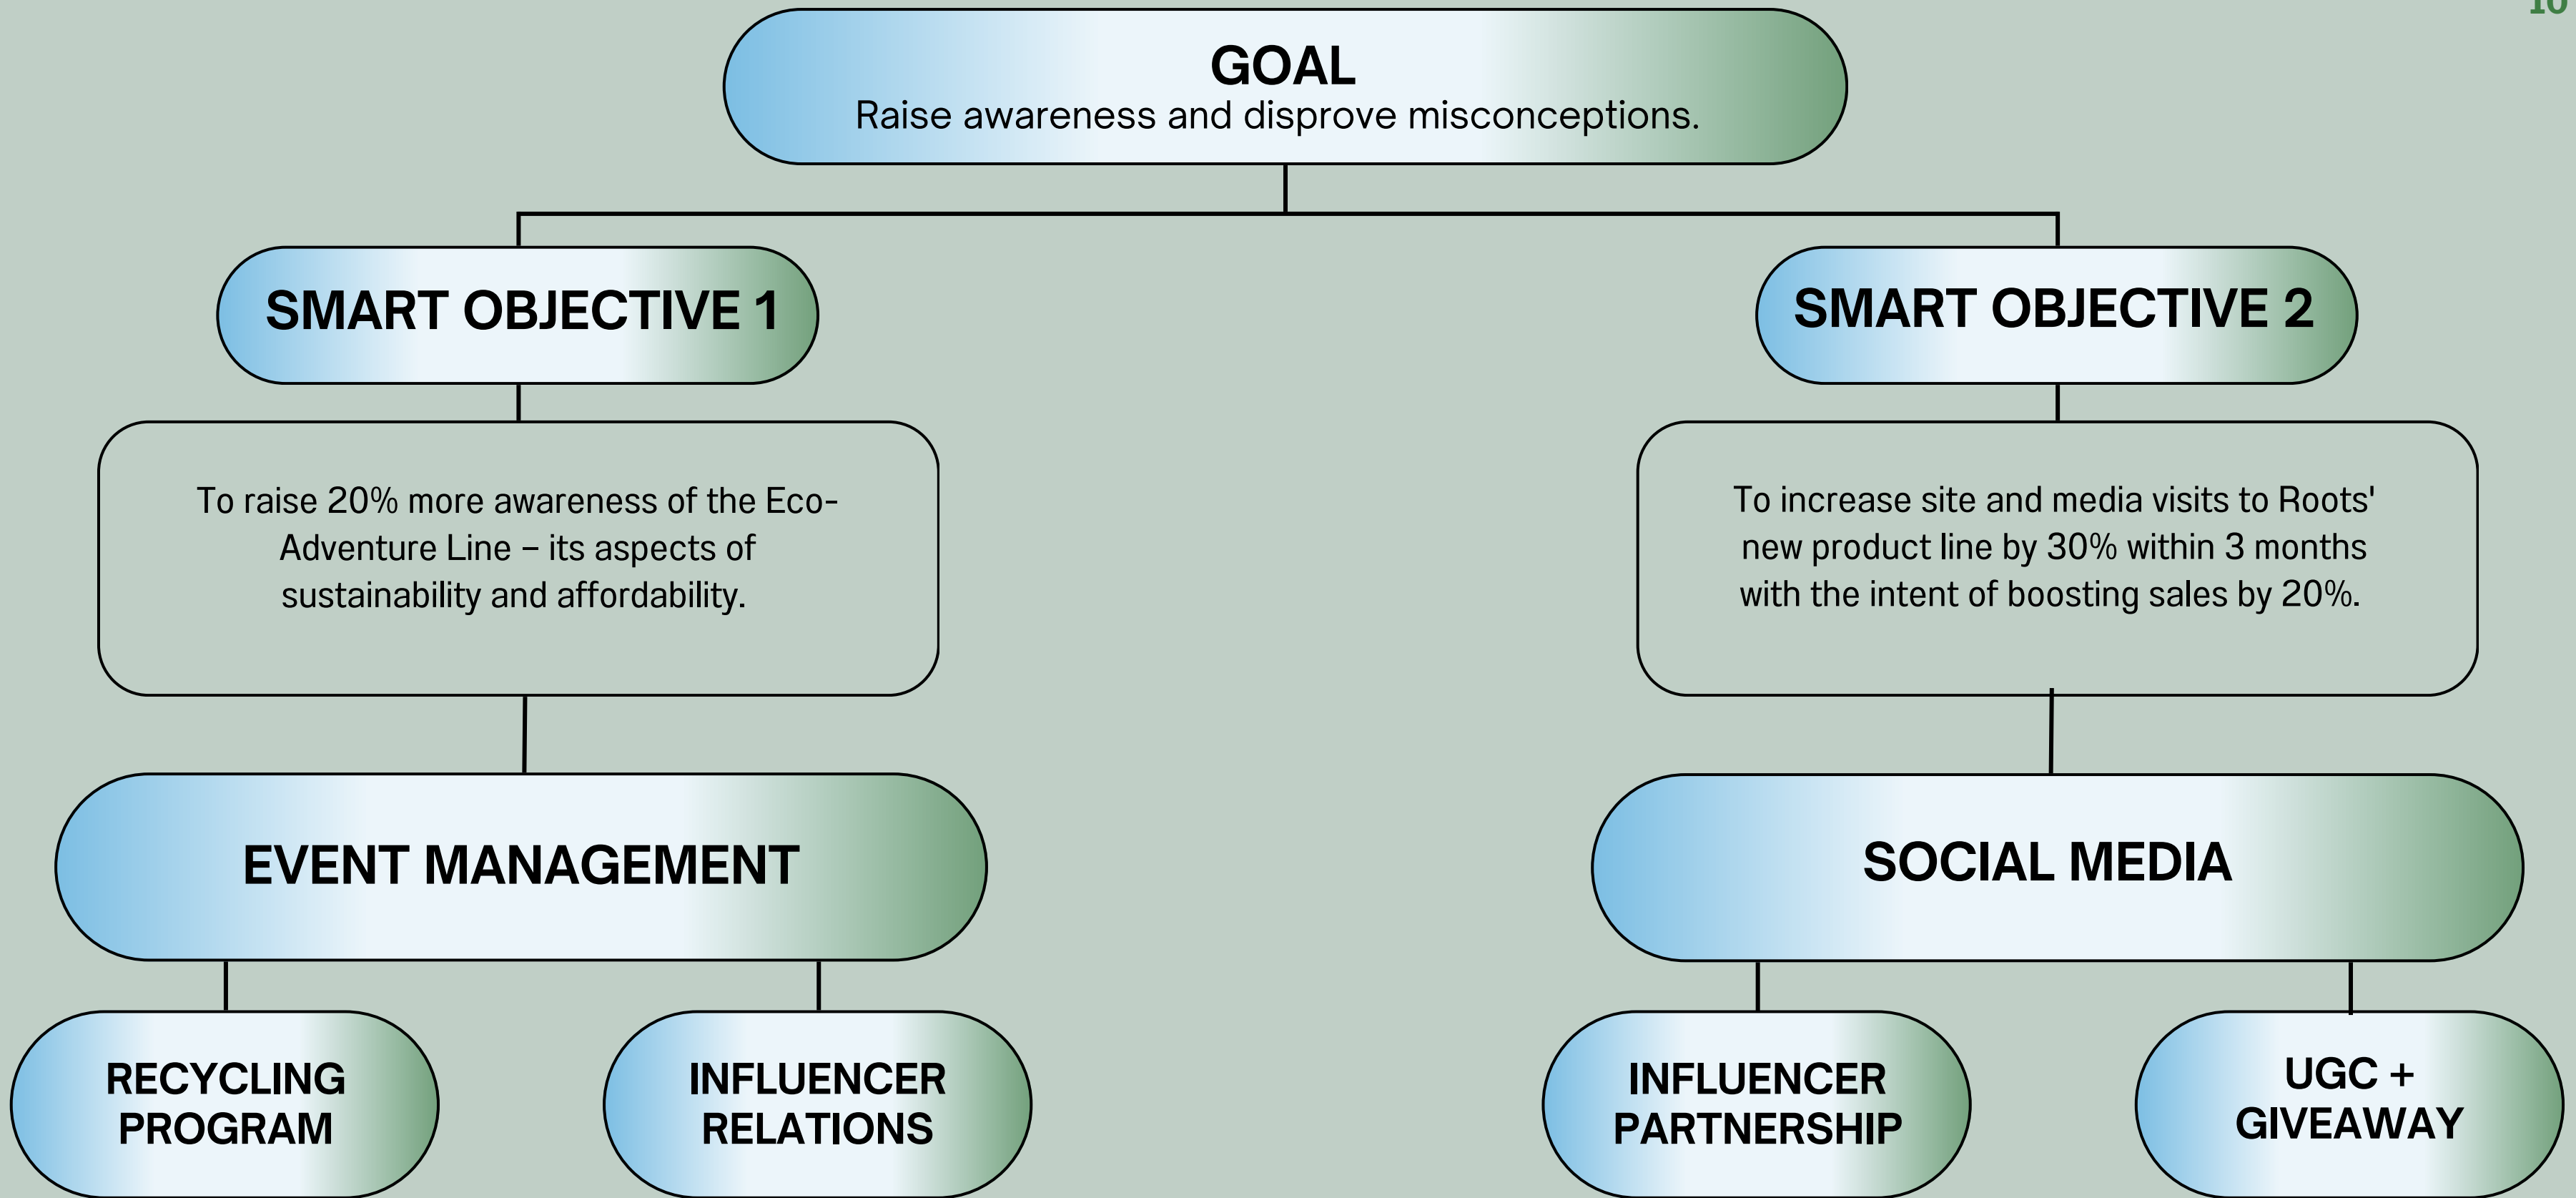 10
GOAL
Raise awareness and disprove misconceptions.
SMART OBJECTIVE 1
To raise 20% more awareness of the Eco-
Adventure Line – its aspects of
sustainability and affordability.
EVENT MANAGEMENT
RECYCLING
PROGRAM
INFLUENCER
RELATIONS
SMART OBJECTIVE 2
To increase site and media visits to Roots'
new product line by 30% within 3 months
with the intent of boosting sales by 20%.
SOCIAL MEDIA
INFLUENCER
PARTNERSHIP
UGC +
GIVEAWAY